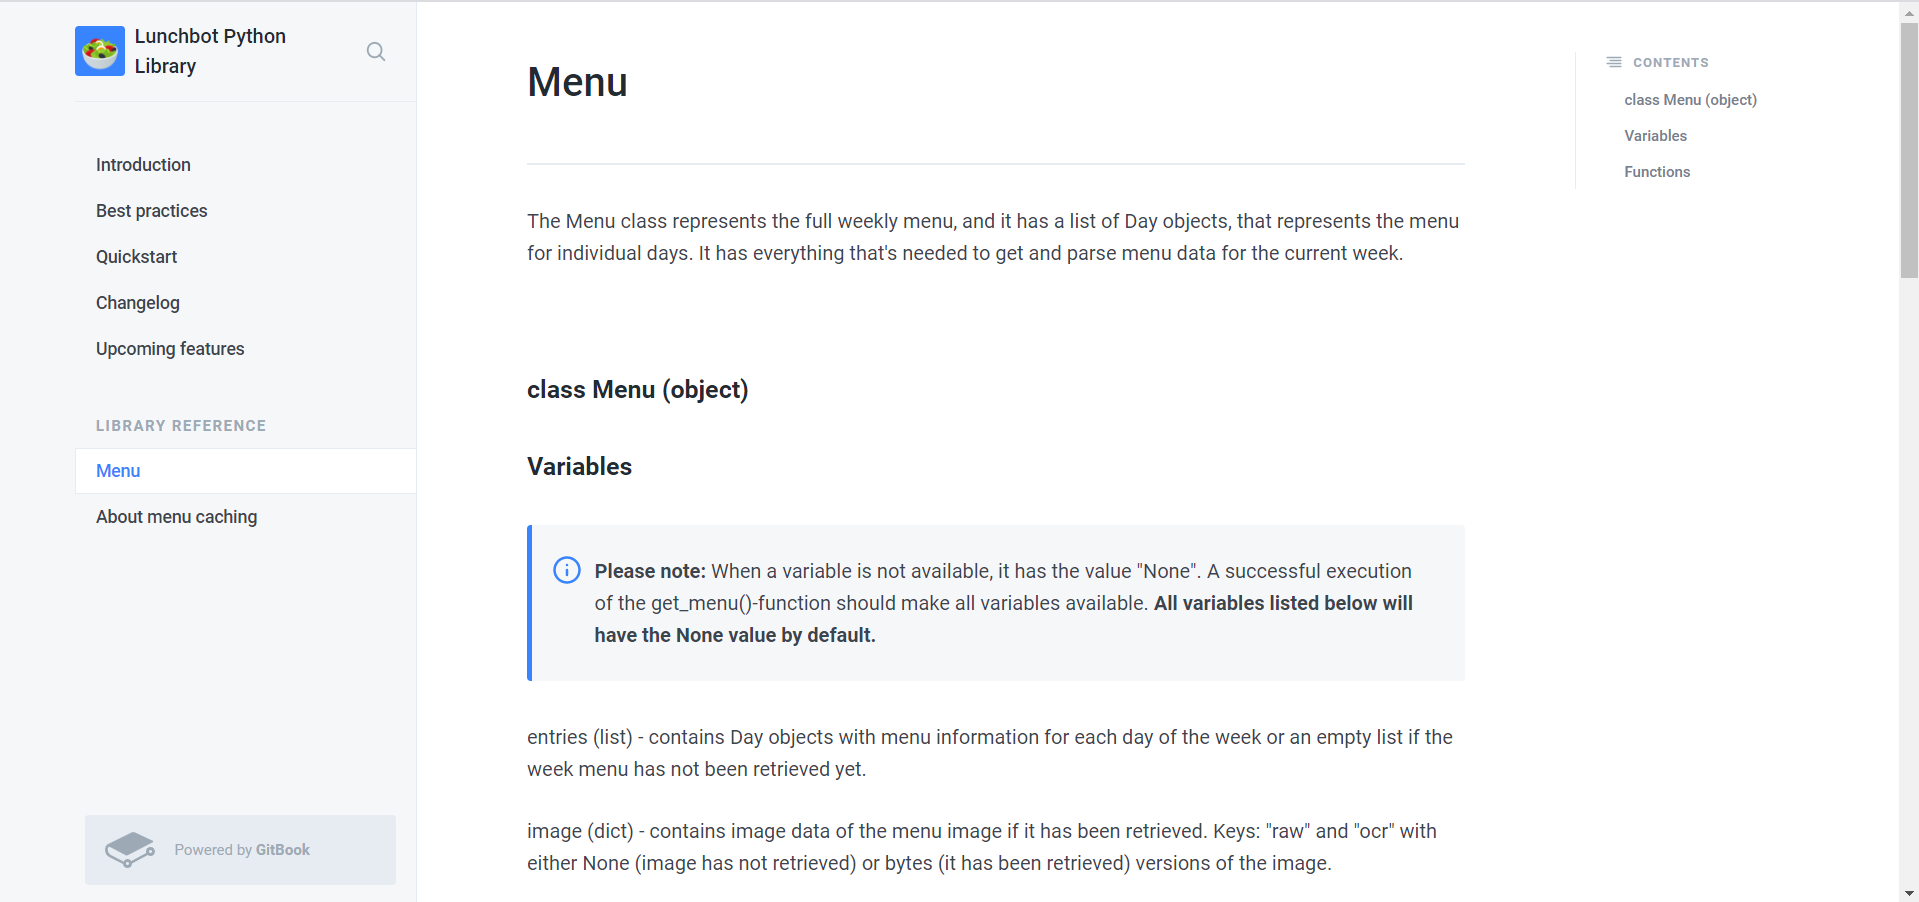 Lunchbot Python
Library
Introduction
Best practices
Quickstart
Changelog
Upcoming features
LIBRARY REFERENCE
Menu
About menu caching
Powered by GitBook
Menu
The Menu class represents the full weekly menu, and it has a list of Day objects, that represents the menu
for individual days. It has everything that's needed to get and parse menu data for the current week.
class Menu (object)
Variables
Please note: When a variable is not available, it has the value "None". A successful execution
of the get_menu()-function should make all variables available. All variables listed below will
have the None value by default.
entries (list) - contains Day objects with menu information for each day of the week or an empty list if the
week menu has not been retrieved yet.
image (dict) - contains image data of the menu image if it has been retrieved. Keys: "raw" and "ocr" with
either None (image has not retrieved) or bytes (it has been retrieved) versions of the image.
CONTENTS
class Menu (object)
Variables
Functions